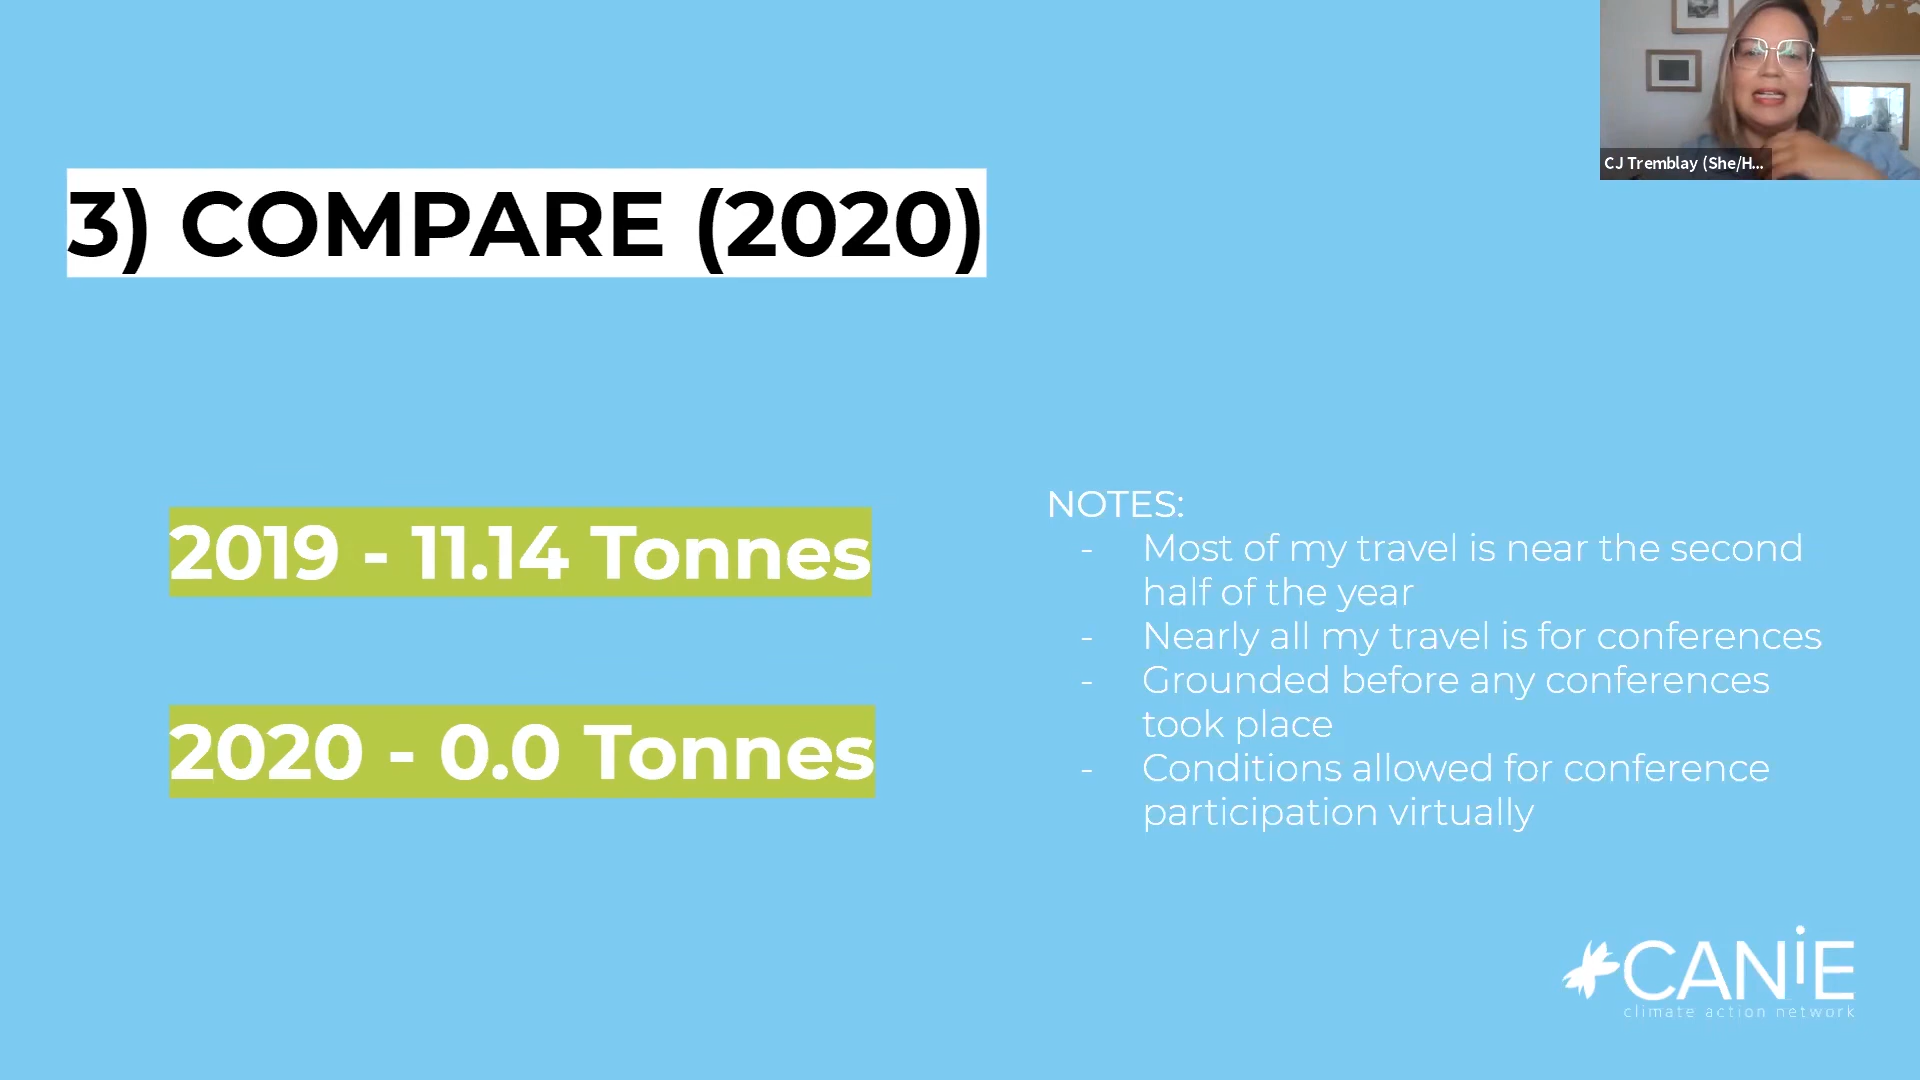 CJ Tremblay (She/H...
3) COMPARE (2020)
2019 - 11.14 Tonnes
2020 - 0.0 Tonnes
NOTES:
- Most of my travel is near the second
half of the year
- Nearly all my travel is for conferences
- Grounded before any conferences
took place
- Conditions allowed for conference
participation virtually
CANiE
climate action network